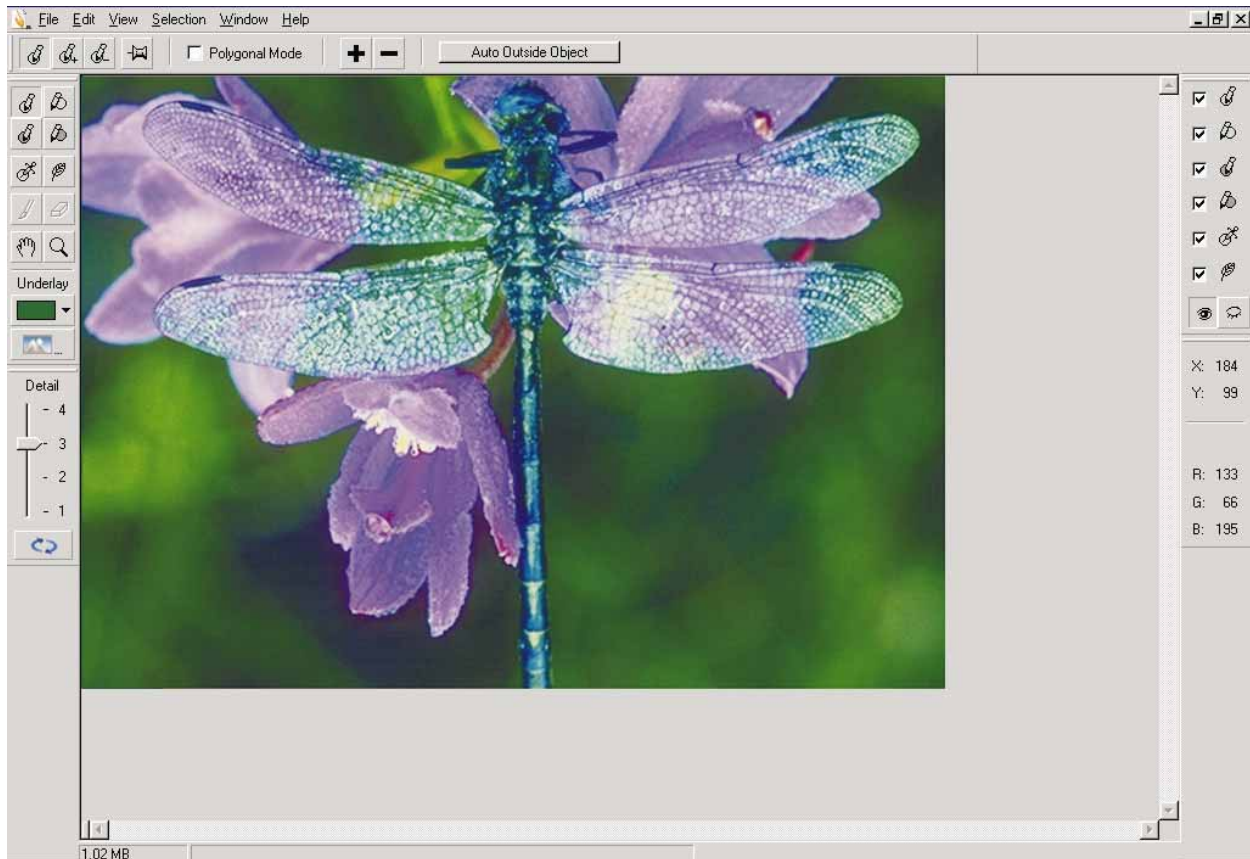 File Edit View Selection Window Help
Polygonal Mode Auto Outside Object
Underlay
Detail
4
3
2
1
X: 184
Y: 99
R: 133
G: 66
B: 195
1.02 MB